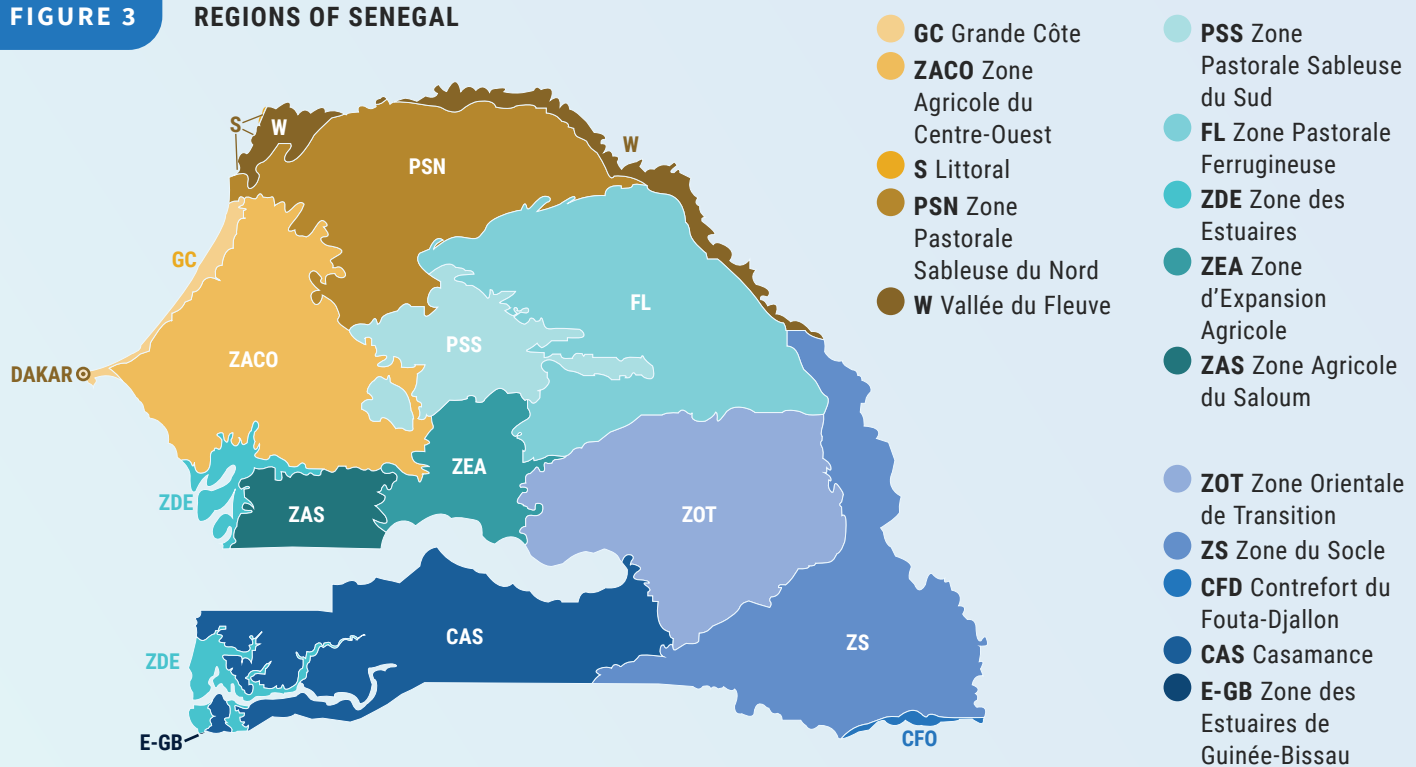 FIGURE 3
REGIONS OF SENEGAL
GC Grande Côte
ZACO Zone
Agricole du
Centre-Ouest
S Littoral
PSN Zone
Pastorale
Sableuse du Nord
W Vallée du Fleuve
PSS Zone
Pastorale Sableuse
du Sud
FL Zone Pastorale
Ferrugineuse
ZDE Zone des
Estuaires
ZEA Zone
d'Expansion
Agricole
ZAS Zone Agricole
du Saloum
ZOT Zone Orientale
de Transition
ZS Zone du Socle
CFD Contrefort du
Fouta-Djallon
CAS Casamance
E-GB Zone des
Estuaires de
Guinée-Bissau
S
W
W
PSN
GC
FL
PSS
ZACO
DAKAR
ZEA
ZDE
ZAS
ZOT
CAS
ZS
ZDE
E-GB
CFO